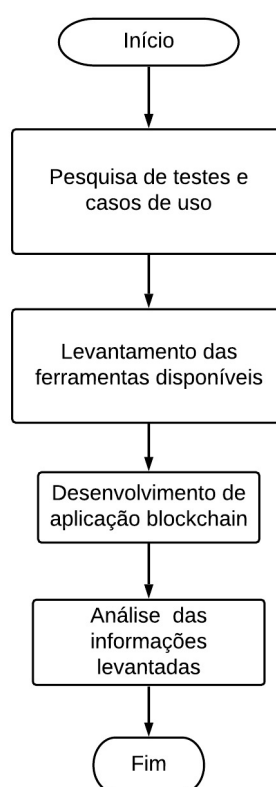 Início
Pesquisa de testes e
casos de uso
Levantamento das
ferramentas disponíveis
Desenvolvimento de
aplicação blockchain
Análise das
informações
levantadas
Fim